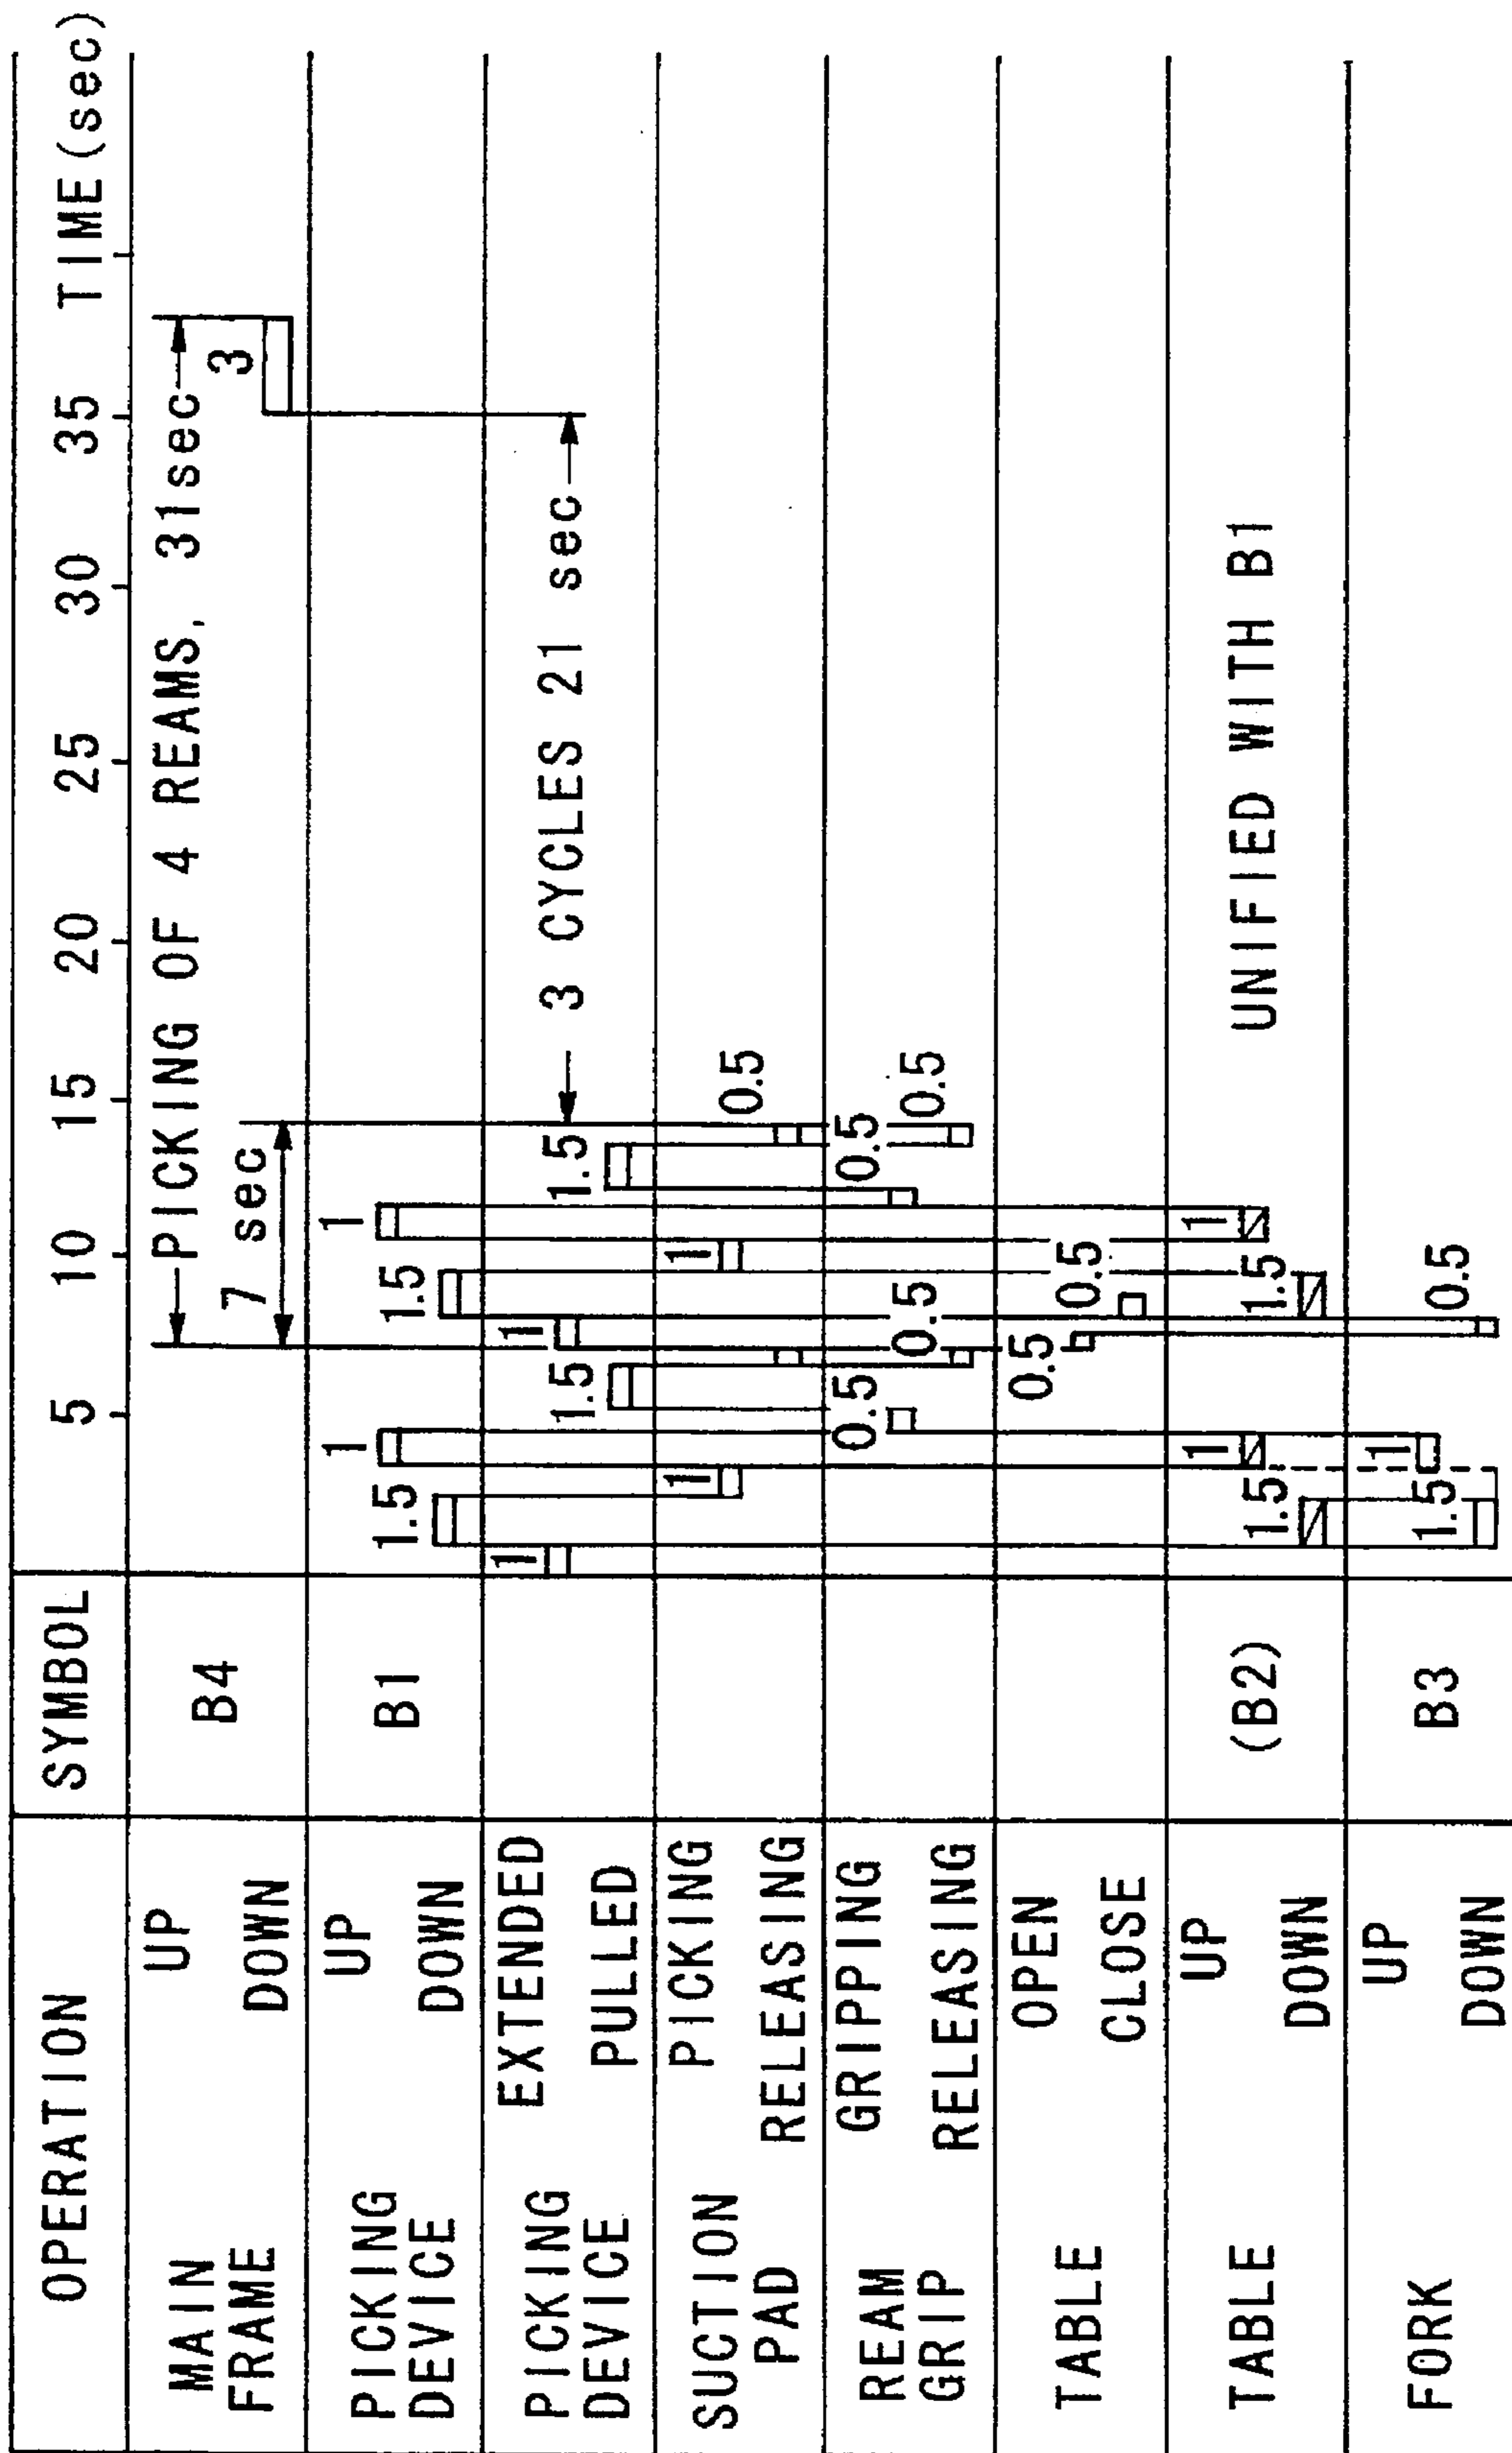 OPERATION SYMBOL 5 10 15 20 25 30 35 TIME(sec)
MAIN FRAME UP DOWN B4
PICKING OF 4 REAMS, 31sec
7 sec
3
PICKING DEVICE UP DOWN B1
1.5 1 1.5 1
PICKING DEVICE EXTENDED PULLED
1 1.5 1 1.5
3 CYCLES 21 sec
SUCTION PAD PICKING RELEASING
1 1 0.5
REAM GRIP GRIPPING RELEASING
0.5 0.5 0.5 0.5
TABLE OPEN CLOSE
0.5 0.5
TABLE UP DOWN (B2)
1.5 1 1.5 1
UNIFIED WITH B1
FORK UP DOWN B3
1.5 1 0.5